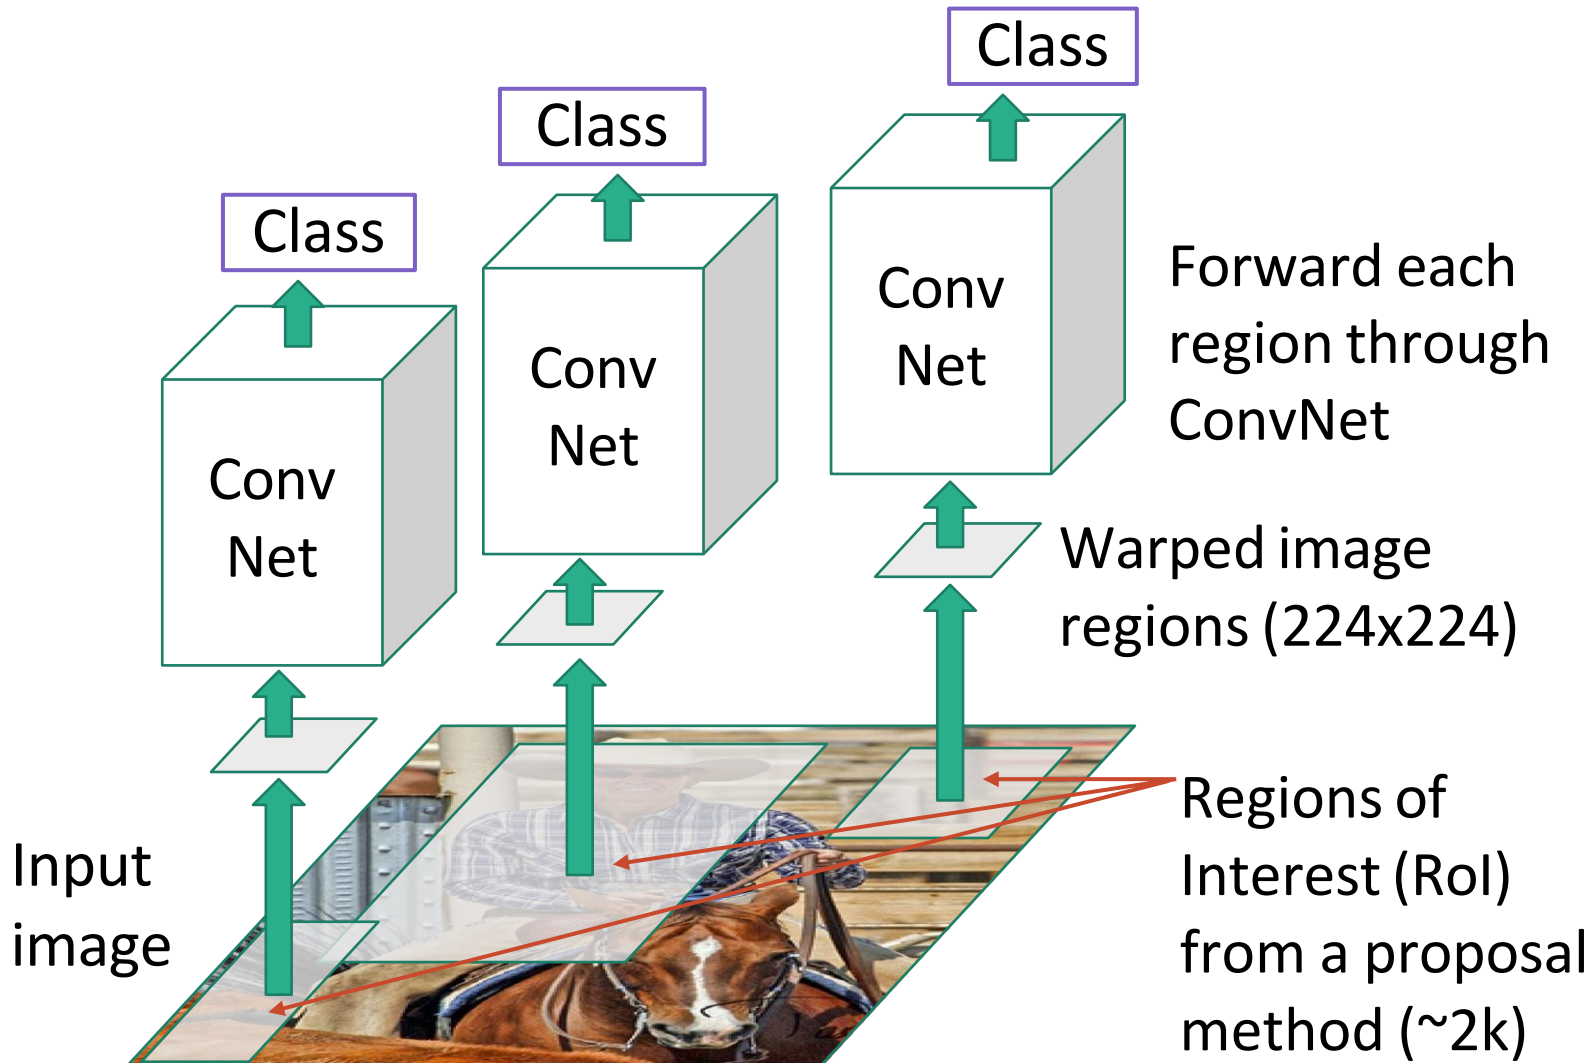 Class
Class
Class
Conv
Net
Conv
Net
Conv
Net
Forward each
region through
ConvNet
Warped image
regions (224x224)
Input
image
Regions of
Interest (RoI)
from a proposal
method (~2k)